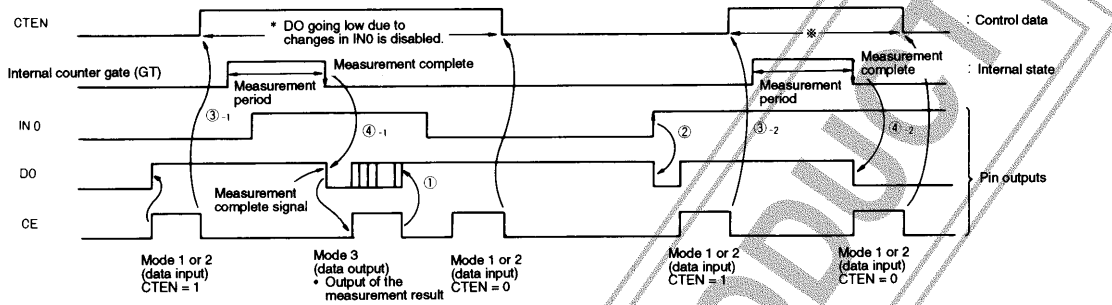 CTEN
* DO going low due to
changes in IN0 is disabled.
※
: Control data
Internal counter gate (GT)
Measurement complete
Measurement
period
Measurement
complete
Measurement
period
: Internal state
③-1
IN 0
④-1
②
③-2
④-2
DO
Measurement
complete signal
①
Pin outputs
CE
Mode 1 or 2
(data input)
CTEN = 1
Mode 3
(data output)
• Output of the
measurement result
Mode 1 or 2
(data input)
CTEN = 0
Mode 1 or 2
(data input)
CTEN = 1
Mode 1 or 2
(data input)
CTEN = 0